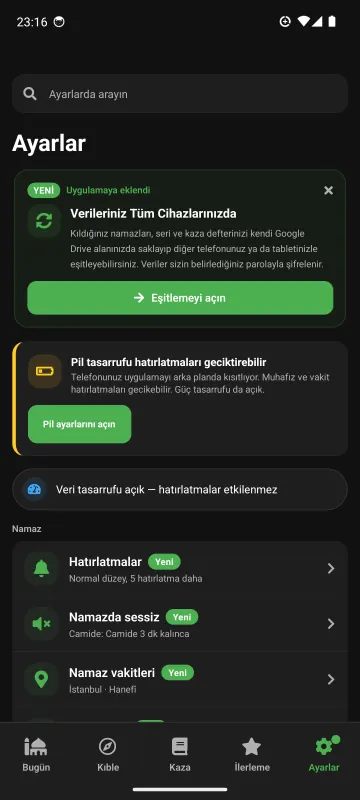 23:16
Ayarlarda arayın
Ayarlar
YENİ Uygulamaya eklendi
Verileriniz Tüm Cihazlarınızda
Kıldığınız namazları, seri ve kaza defterinizi kendi Google
Drive alanınızda saklayıp diğer telefonunuz ya da tabletinizle
eşitleyebilirsiniz. Veriler sizin belirlediğiniz parolayla şifrelenir.
Eşitlemeyi açın
Pil tasarrufu hatırlatmaları geciktirebilir
Telefonunuz uygulamayı arka planda kısıtlıyor. Muhafız ve vakit
hatırlatmaları gecikebilir. Güç tasarrufu da açık.
Pil ayarlarını açın
Veri tasarrufu açık — hatırlatmalar etkilenmez
Namaz
Hatırlatmalar Yeni
Normal düzey, 5 hatırlatma daha
Namazda sessiz Yeni
Camide: Camide 3 dk kalınca
Namaz vakitleri Yeni
İstanbul · Hanefi
Bugün
Kıble
Kaza
İlerleme
Ayarlar